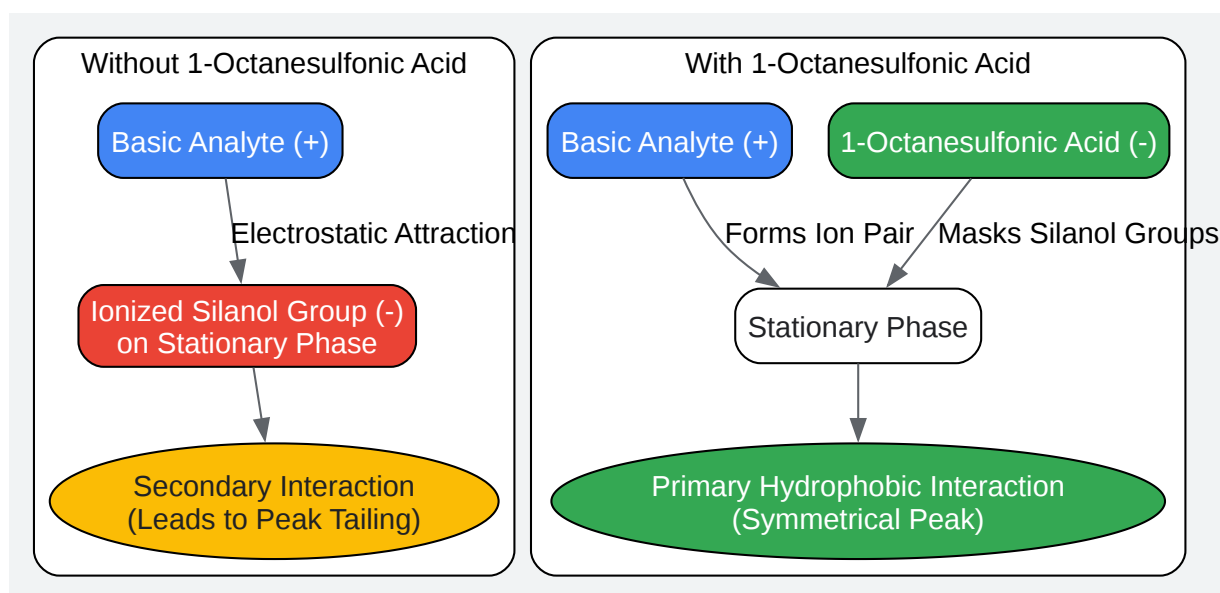 Without 1-Octanesulfonic Acid
Basic Analyte (+)
Electrostatic Attraction
Ionized Silanol Group (-)
on Stationary Phase
Secondary Interaction
(Leads to Peak Tailing)
With 1-Octanesulfonic Acid
Basic Analyte (+)
1-Octanesulfonic Acid (-)
Forms Ion Pair
Masks Silanol Groups
Stationary Phase
Primary Hydrophobic Interaction
(Symmetrical Peak)